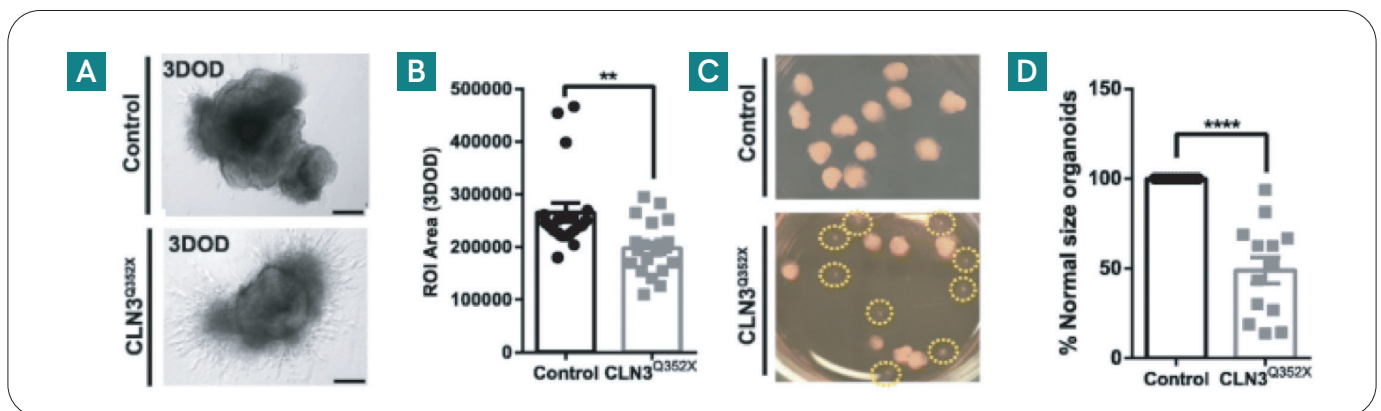 A
Control
3DOD
CLN3Q352X
3DOD
B
**
ROI Area (3DOD)
500000
400000
300000
200000
100000
0
Control CLN3Q352X
C
Control
CLN3Q352X
D
****
% Normal size organoids
150
100
50
0
Control CLN3Q352X